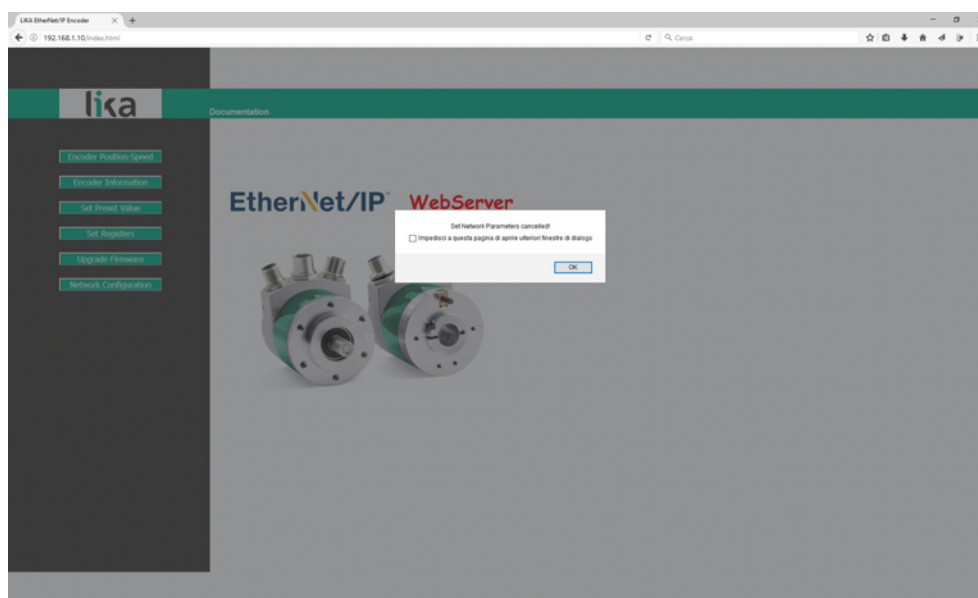 LIKA EtherNet/IP Encoder
192.168.1.10/index.html
Cerca
lika
Documentation
Encoder Position-Speed
Encoder Information
Set Preset Value
Set Registers
Upgrade Firmware
Network Configuration
EtherNet/IP WebServer
Set Network Parameters cancelled!
Impedisci a questa pagina di aprire ulteriori finestre di dialogo
OK